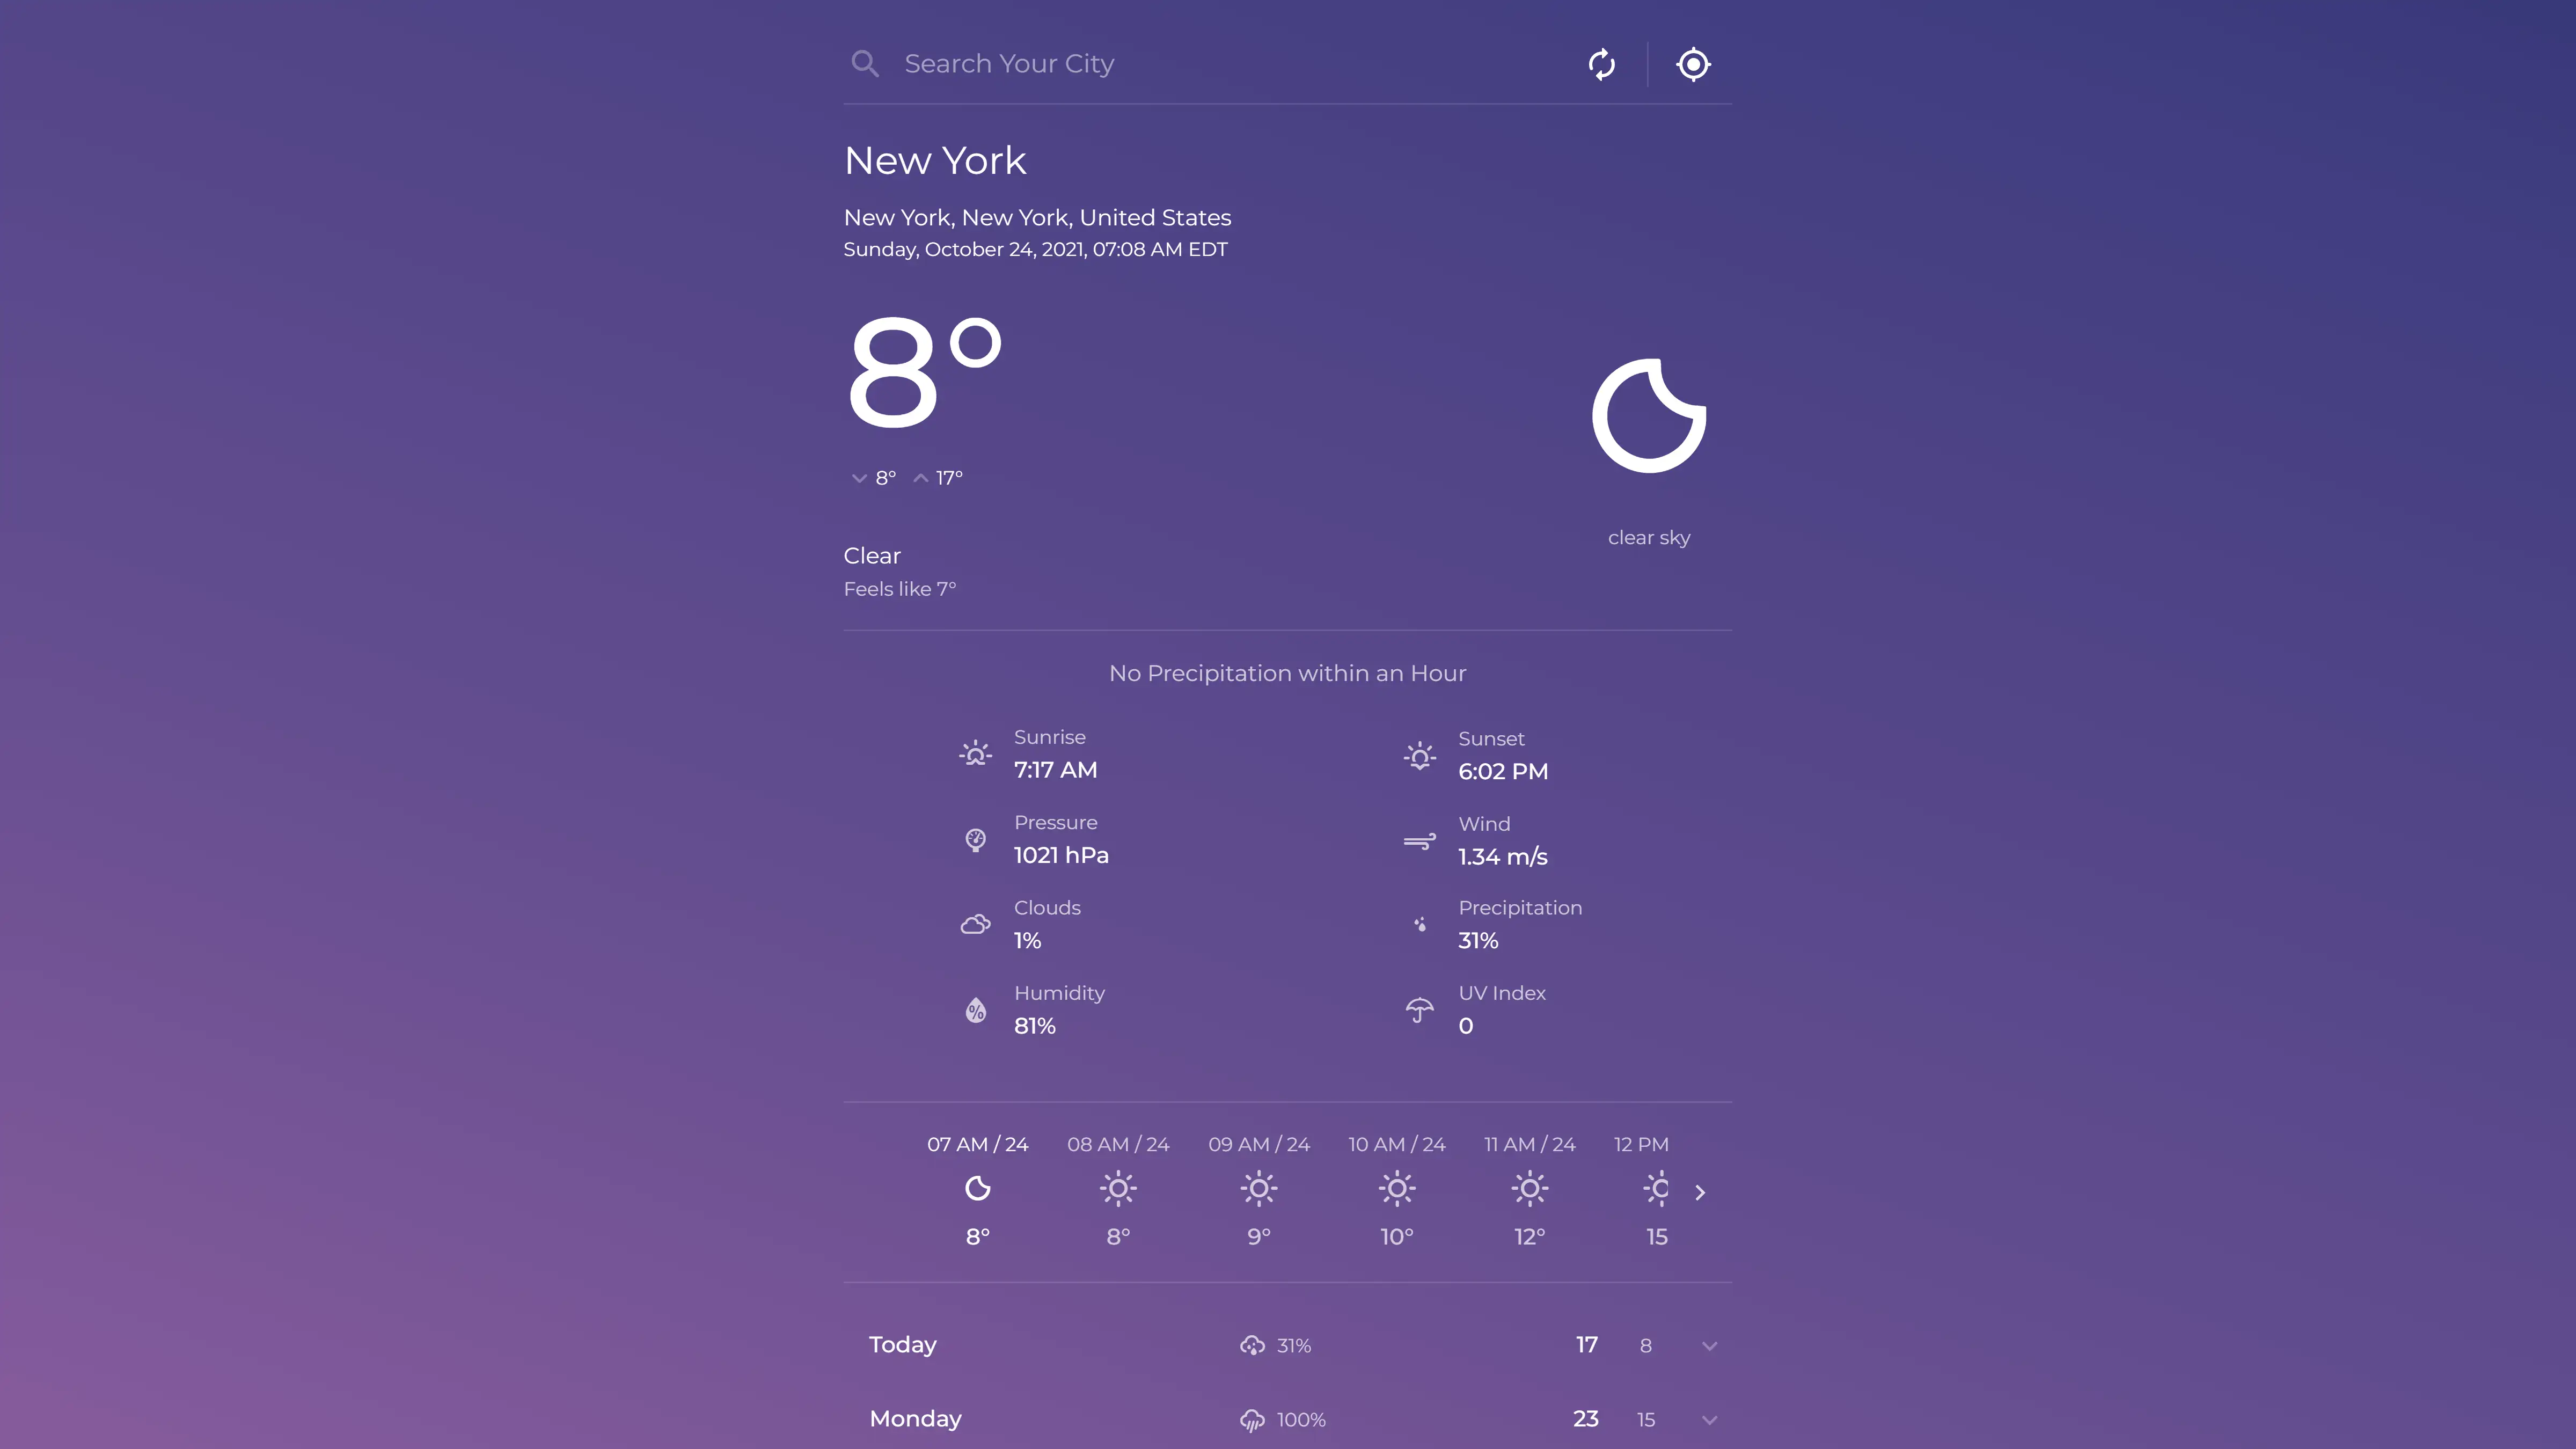 Search Your City
New York
New York, New York, United States
Sunday, October 24, 2021, 07:08 AM EDT
8°
8° 17°
clear sky
Clear
Feels like 7°
No Precipitation within an Hour
Sunrise
7:17 AM
Sunset
6:02 PM
Pressure
1021 hPa
Wind
1.34 m/s
Clouds
1%
Precipitation
31%
Humidity
81%
UV Index
0
07 AM / 24 08 AM / 24 09 AM / 24 10 AM / 24 11 AM / 24 12 PM
8° 8° 9° 10° 12° 15
Today 31% 17 8
Monday 100% 23 15